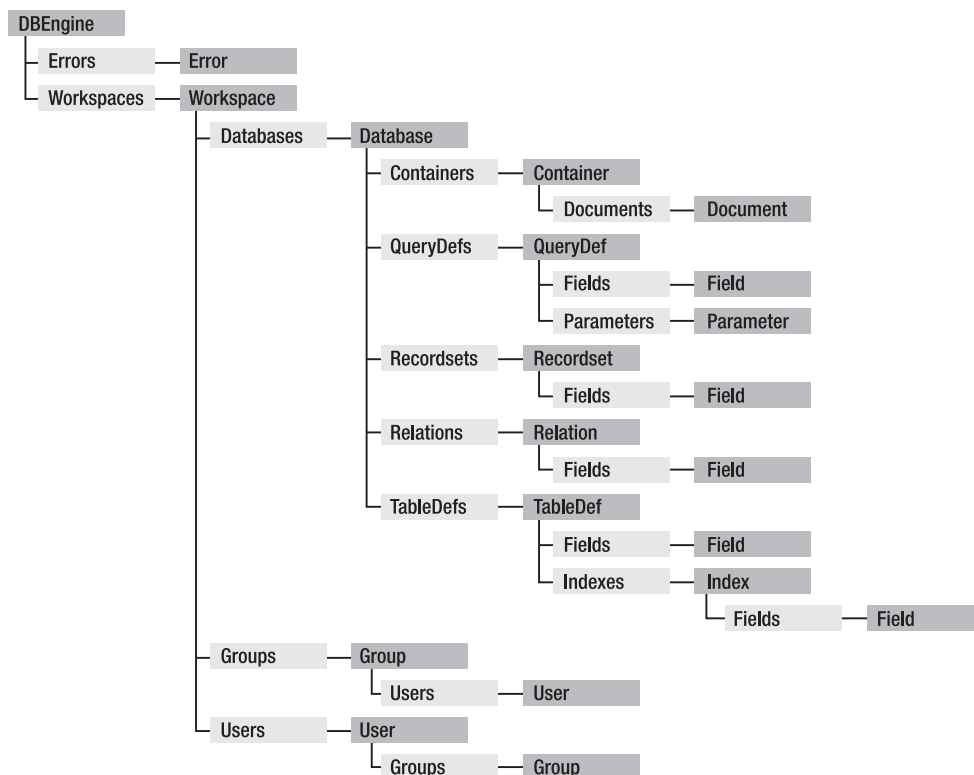 DBEngine
Errors Error
Workspaces Workspace
Databases Database
Containers Container
Documents Document
QueryDefs QueryDef
Fields Field
Parameters Parameter
Recordsets Recordset
Fields Field
Relations Relation
Fields Field
TableDefs TableDef
Fields Field
Indexes Index
Fields Field
Groups Group
Users User
Users User
Groups Group